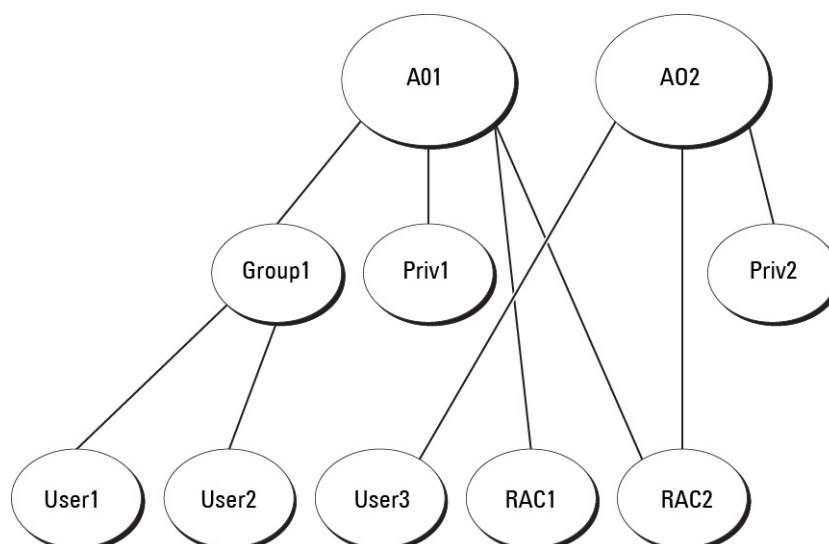 A01
AO2
Group1
Priv1
Priv2
User1
User2
User3
RAC1
RAC2